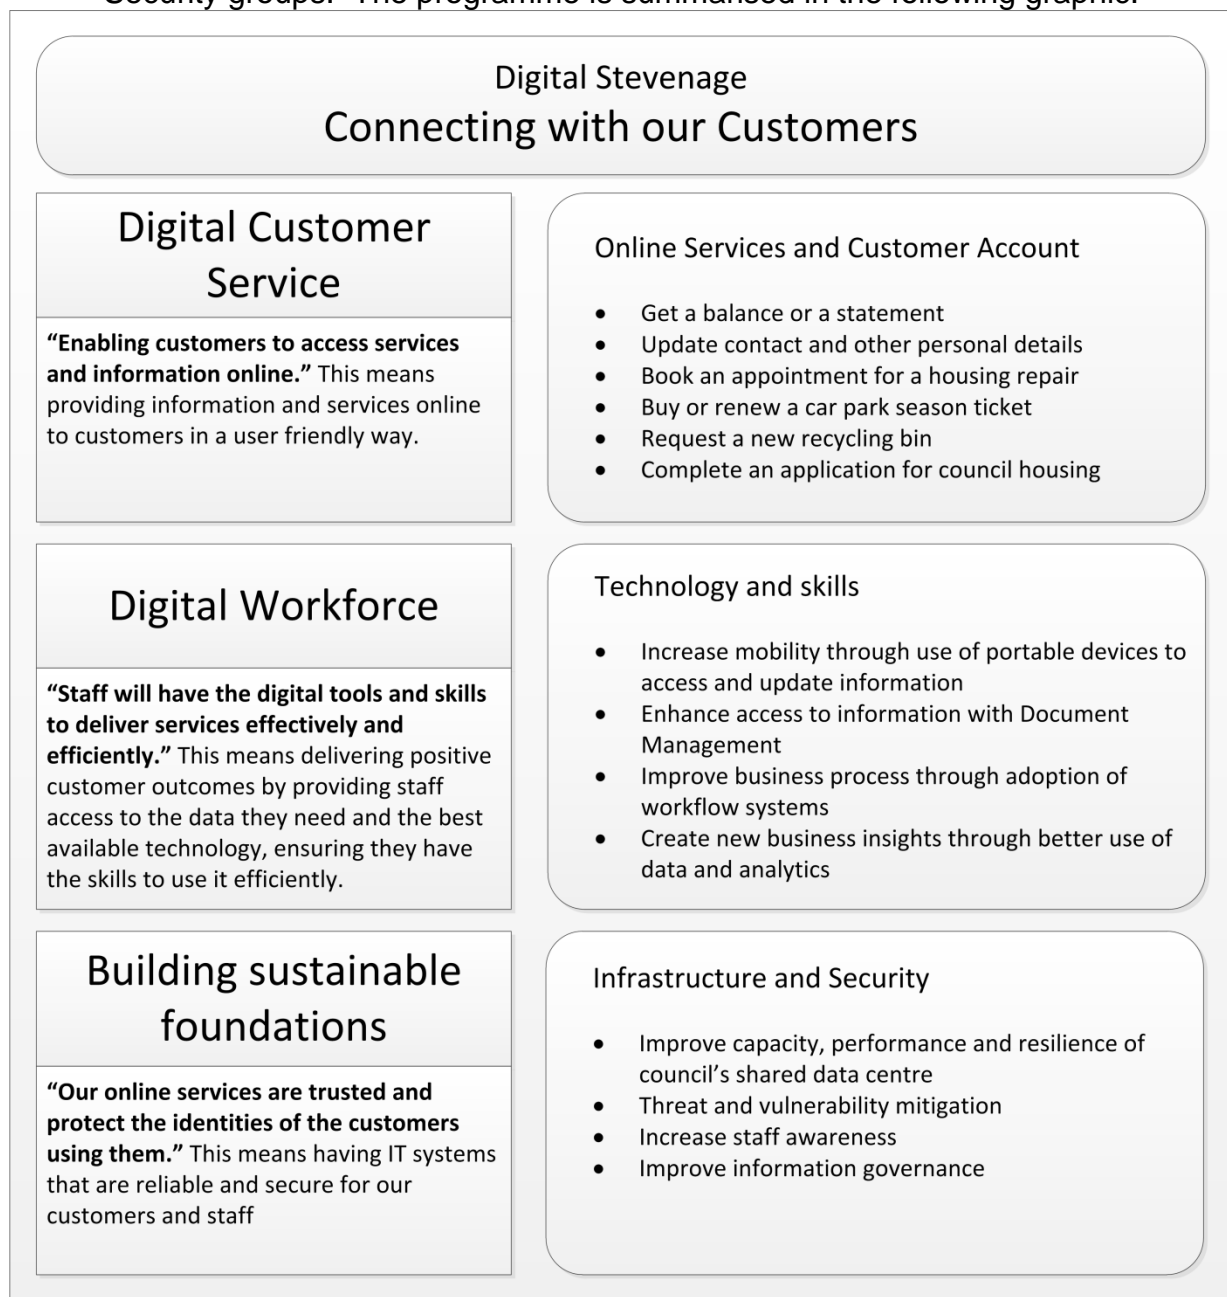 Security groups. The programme is summarised in the following graphic.
Digital Stevenage
Connecting with our Customers
Digital Customer
Service
“Enabling customers to access services
and information online.” This means
providing information and services online
to customers in a user friendly way.
Online Services and Customer Account
• Get a balance or a statement
• Update contact and other personal details
• Book an appointment for a housing repair
• Buy or renew a car park season ticket
• Request a new recycling bin
• Complete an application for council housing
Digital Workforce
“Staff will have the digital tools and skills
to deliver services effectively and
efficiently.” This means delivering positive
customer outcomes by providing staff
access to the data they need and the best
available technology, ensuring they have
the skills to use it efficiently.
Technology and skills
• Increase mobility through use of portable devices to
access and update information
• Enhance access to information with Document
Management
• Improve business process through adoption of
workflow systems
• Create new business insights through better use of
data and analytics
Building sustainable
foundations
“Our online services are trusted and
protect the identities of the customers
using them.” This means having IT systems
that are reliable and secure for our
customers and staff
Infrastructure and Security
• Improve capacity, performance and resilience of
council’s shared data centre
• Threat and vulnerability mitigation
• Increase staff awareness
• Improve information governance